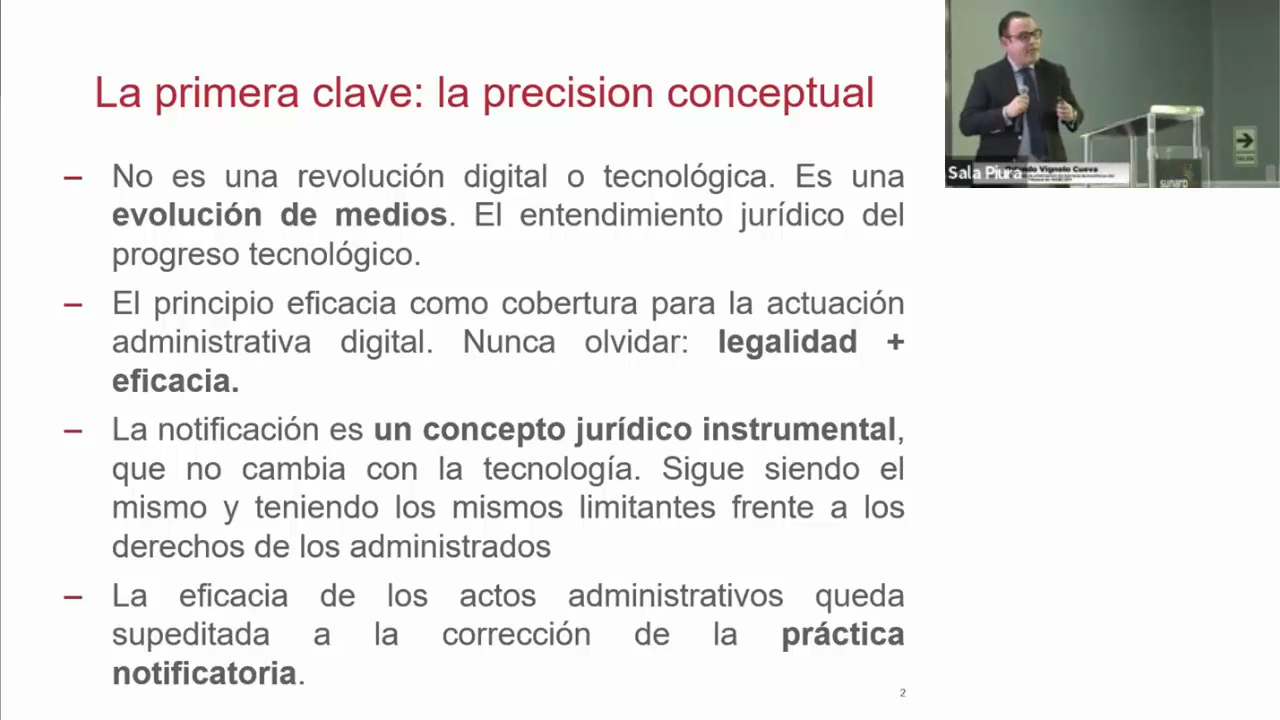 La primera clave: la precision conceptual
– No es una revolución digital o tecnológica. Es una
evolución de medios. El entendimiento jurídico del
progreso tecnológico.
– El principio eficacia como cobertura para la actuación
administrativa digital. Nunca olvidar: legalidad +
eficacia.
– La notificación es un concepto jurídico instrumental,
que no cambia con la tecnología. Sigue siendo el
mismo y teniendo los mismos limitantes frente a los
derechos de los administrados
– La eficacia de los actos administrativos queda
supeditada a la corrección de la práctica
notificatoria.
2
Vignolo Cueva
Sala Piura
sunarp
SALIDA